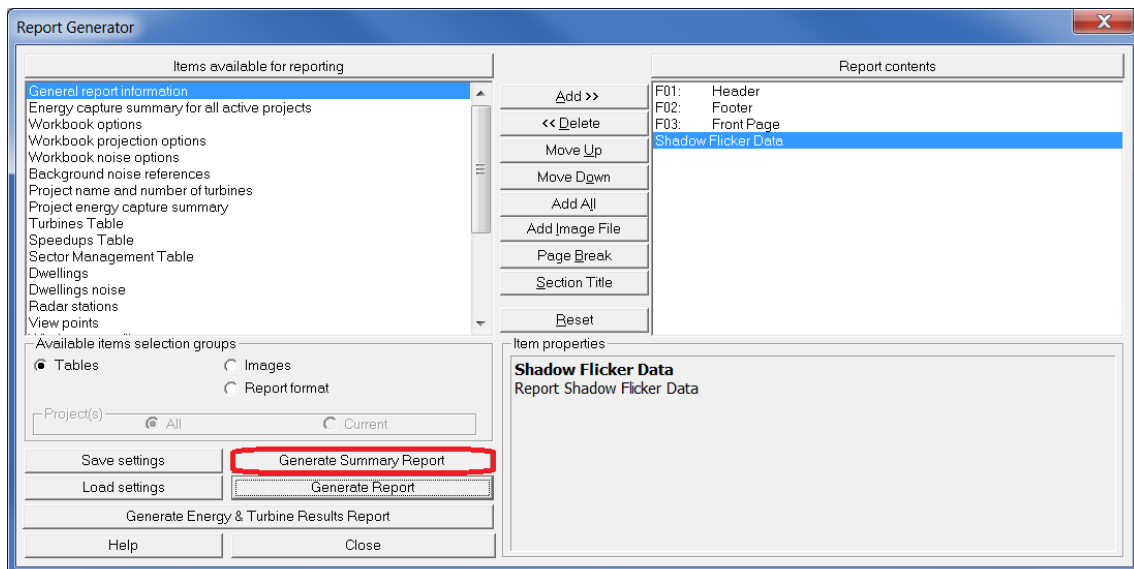 Report Generator
X
Items available for reporting
Report contents
General report information
Energy capture summary for all active projects
Workbook options
Workbook projection options
Workbook noise options
Background noise references
Project name and number of turbines
Project energy capture summary
Turbines Table
Speedups Table
Sector Management Table
Dwellings
Dwellings noise
Radar stations
View points
Add >>
<< Delete
Move Up
Move Down
Add All
Add Image File
Page Break
Section Title
Reset
F01: Header
F02: Footer
F03: Front Page
Shadow Flicker Data
Available items selection groups
Tables
Images
Report format
Project(s)
All
Current
Item properties
Shadow Flicker Data
Report Shadow Flicker Data
Save settings
Generate Summary Report
Load settings
Generate Report
Generate Energy & Turbine Results Report
Help
Close